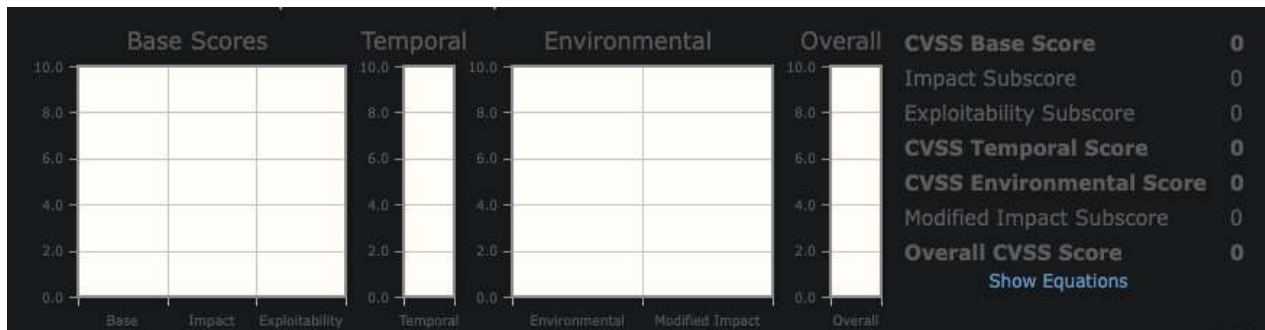 Base Scores
Temporal
Environmental
Overall
10.0
8.0
6.0
4.0
2.0
0.0
Base
Impact
Exploitability
10.0
8.0
6.0
4.0
2.0
0.0
Temporal
10.0
8.0
6.0
4.0
2.0
0.0
Environmental
Modified Impact
10.0
8.0
6.0
4.0
2.0
0.0
Overall
CVSS Base Score 0
Impact Subscore 0
Exploitability Subscore 0
CVSS Temporal Score 0
CVSS Environmental Score 0
Modified Impact Subscore 0
Overall CVSS Score 0
Show Equations